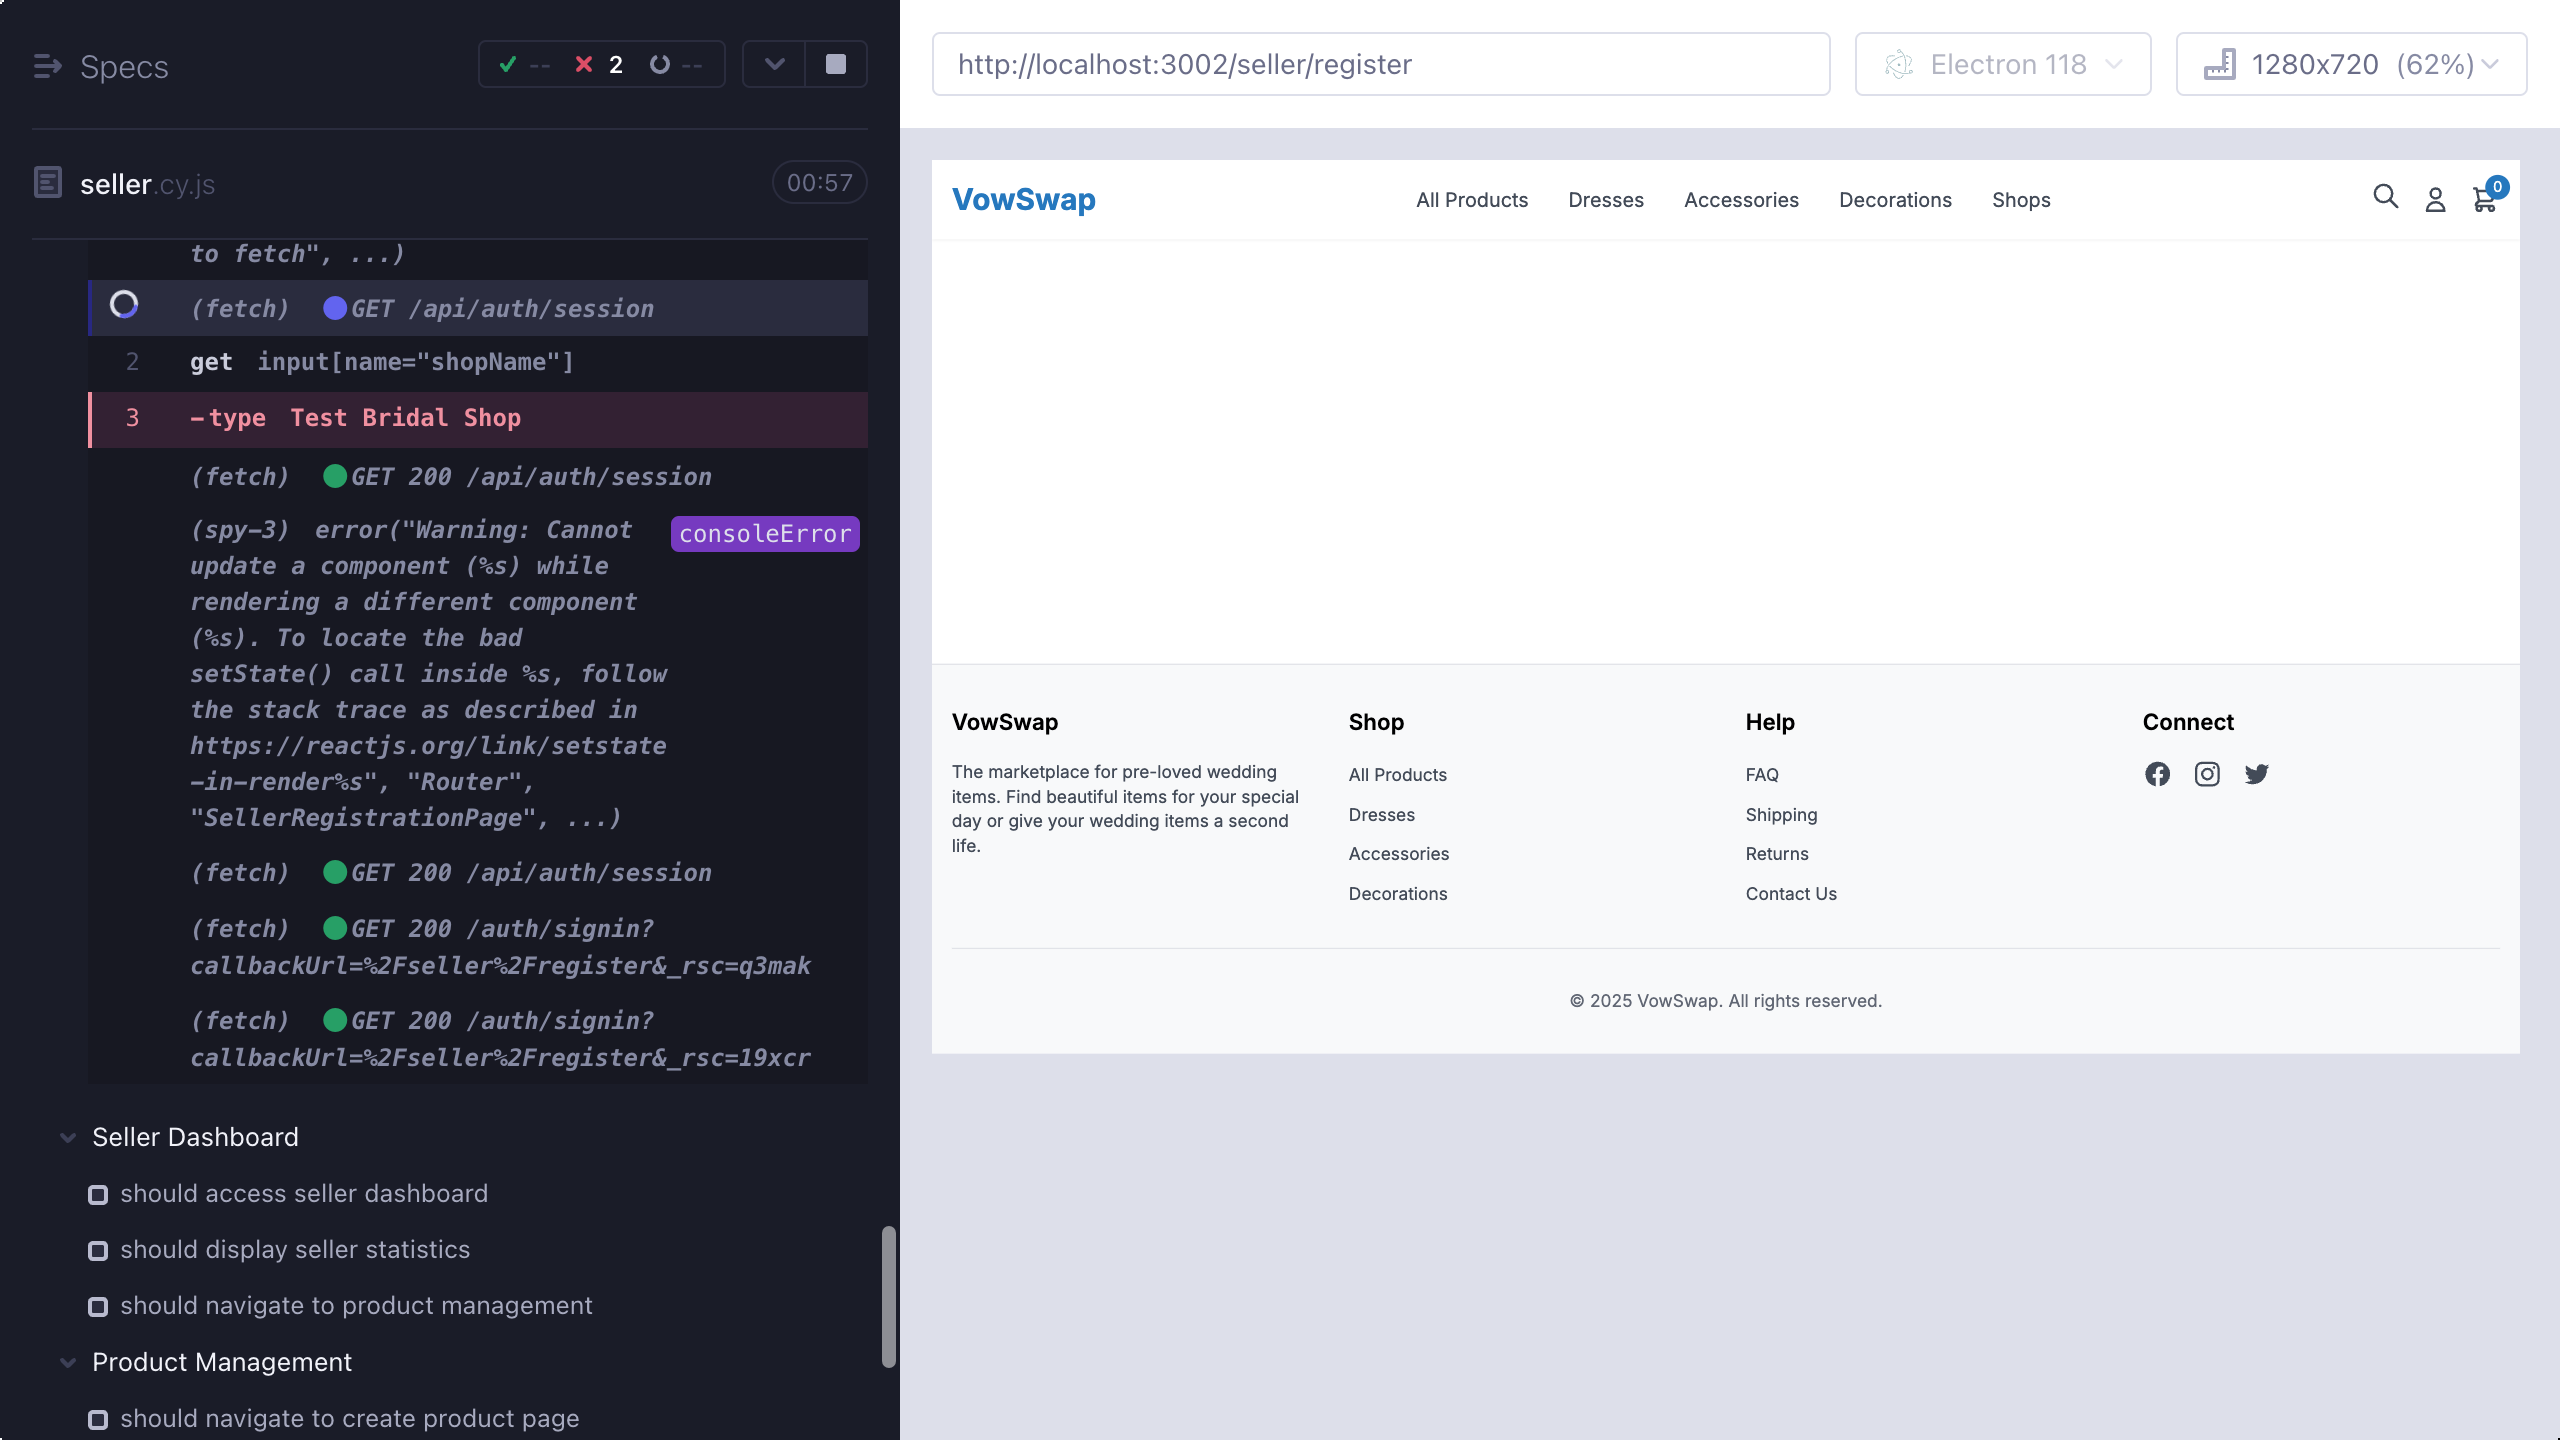 Specs
-- 2 --
seller.cy.js
00:57
to fetch", ...)
(fetch) GET /api/auth/session
2 get input[name="shopName"]
3 -type Test Bridal Shop
(fetch) GET 200 /api/auth/session
(spy-3) error("Warning: Cannot consoleError
update a component (%s) while
rendering a different component
(%s). To locate the bad
setState() call inside %s, follow
the stack trace as described in
https://reactjs.org/link/setstate
-in-render%s", "Router",
"SellerRegistrationPage", ...)
(fetch) GET 200 /api/auth/session
(fetch) GET 200 /auth/signin?
callbackUrl=%2Fseller%2Fregister&_rsc=q3mak
(fetch) GET 200 /auth/signin?
callbackUrl=%2Fseller%2Fregister&_rsc=19xcr
Seller Dashboard
should access seller dashboard
should display seller statistics
should navigate to product management
Product Management
should navigate to create product page
http://localhost:3002/seller/register
Electron 118
1280x720 (62%)
VowSwap
All Products Dresses Accessories Decorations Shops
0
VowSwap
The marketplace for pre-loved wedding
items. Find beautiful items for your special
day or give your wedding items a second
life.
Shop
All Products
Dresses
Accessories
Decorations
Help
FAQ
Shipping
Returns
Contact Us
Connect
© 2025 VowSwap. All rights reserved.